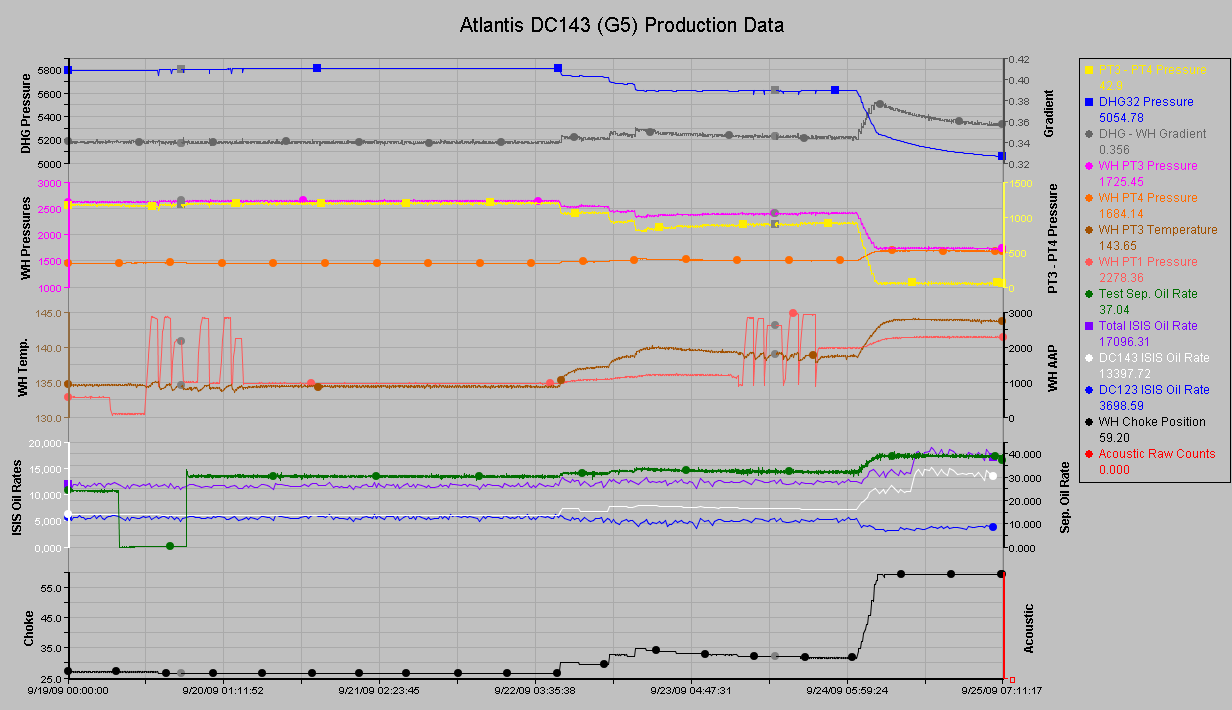 Atlantis DC143 (G5) Production Data
DHG Pressure
5800
5600
5400
5200
5000
0.42
0.40
0.38
0.36
0.34
0.32
Gradient
WH Pressures
3000
2500
2000
1500
1000
1500
1000
500
0
PT3 - PT4 Pressure
WH Temp.
145.0
140.0
135.0
130.0
3000
2000
1000
0
WH AAP
ISIS Oil Rates
20,000
15,000
10,000
5,000
0,000
40.000
30.000
20.000
10.000
0.000
Sep. Oil Rate
Choke
55.0
45.0
35.0
25.0
Acoustic
0
9/19/09 00:00:00
9/20/09 01:11:52
9/21/09 02:23:45
9/22/09 03:35:38
9/23/09 04:47:31
9/24/09 05:59:24
9/25/09 07:11:17
PT3 - PT4 Pressure
42.9
DHG32 Pressure
5054.78
DHG - WH Gradient
0.356
WH PT3 Pressure
1725.45
WH PT4 Pressure
1684.14
WH PT3 Temperature
143.65
WH PT1 Pressure
2278.36
Test Sep. Oil Rate
37.04
Total ISIS Oil Rate
17096.31
DC143 ISIS Oil Rate
13397.72
DC123 ISIS Oil Rate
3698.59
WH Choke Position
59.20
Acoustic Raw Counts
0.000